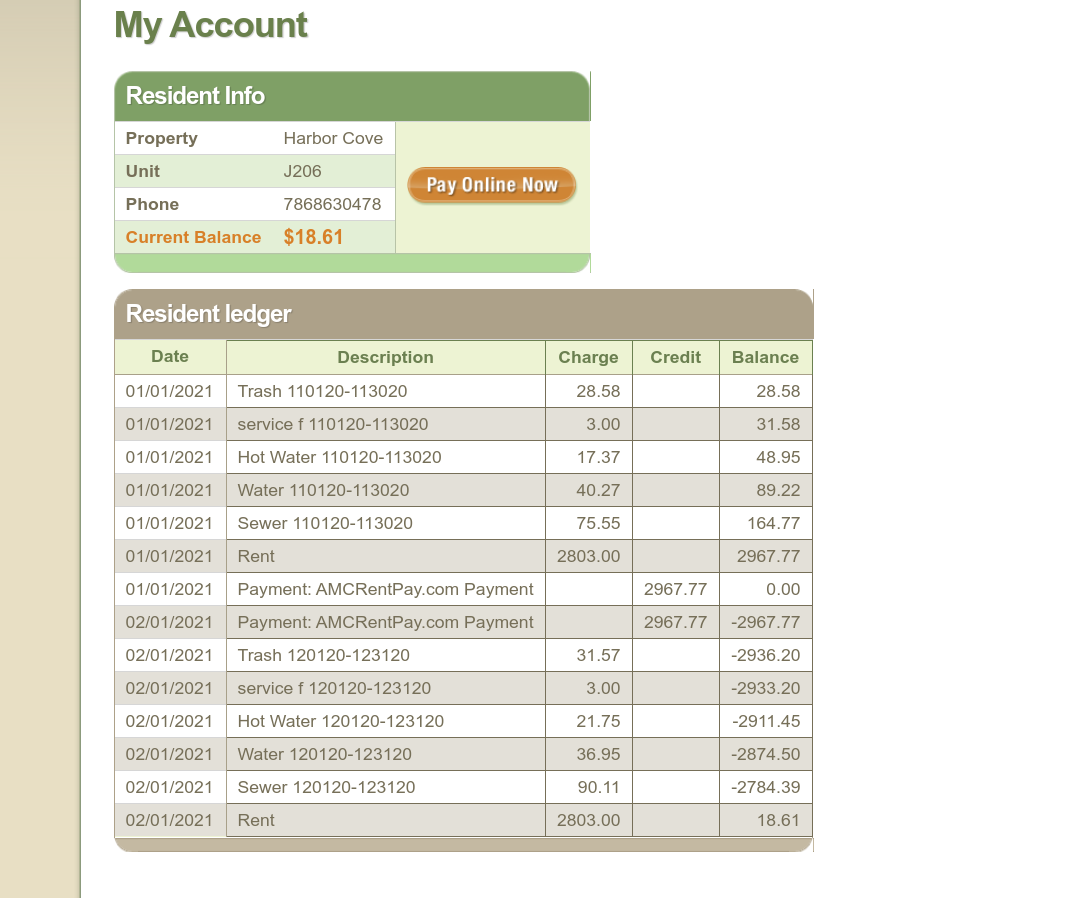 My Account
Resident Info
Property Harbor Cove
Unit J206
Phone 7868630478
Current Balance $18.61
Pay Online Now
Resident ledger
Date Description Charge Credit Balance
01/01/2021 Trash 110120-113020 28.58 28.58
01/01/2021 service f 110120-113020 3.00 31.58
01/01/2021 Hot Water 110120-113020 17.37 48.95
01/01/2021 Water 110120-113020 40.27 89.22
01/01/2021 Sewer 110120-113020 75.55 164.77
01/01/2021 Rent 2803.00 2967.77
01/01/2021 Payment: AMCRentPay.com Payment 2967.77 0.00
02/01/2021 Payment: AMCRentPay.com Payment 2967.77 -2967.77
02/01/2021 Trash 120120-123120 31.57 -2936.20
02/01/2021 service f 120120-123120 3.00 -2933.20
02/01/2021 Hot Water 120120-123120 21.75 -2911.45
02/01/2021 Water 120120-123120 36.95 -2874.50
02/01/2021 Sewer 120120-123120 90.11 -2784.39
02/01/2021 Rent 2803.00 18.61